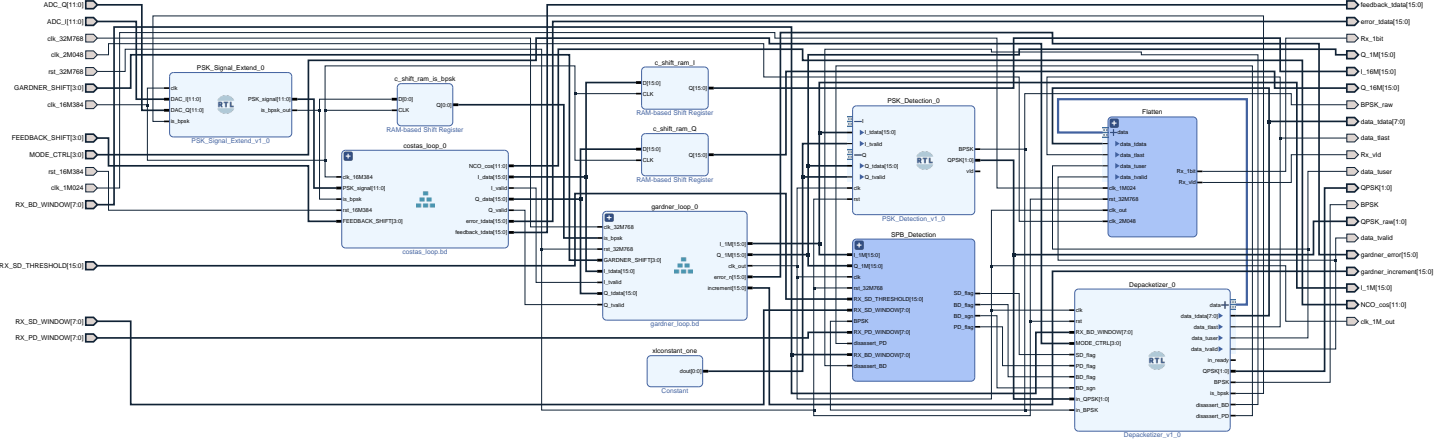 ADC_Q[11:0]
ADC_I[11:0]
clk_32M768
clk_2M048
rst_32M768
GARDNER_SHIFT[3:0]
clk_16M384
FEEDBACK_SHIFT[3:0]
MODE_CTRL[3:0]
rst_16M384
clk_1M024
RX_BD_WINDOW[7:0]
RX_SD_THRESHOLD[15:0]
RX_SD_WINDOW[7:0]
RX_PD_WINDOW[7:0]
PSK_Signal_Extend_0
clk
DAC_I[11:0]
DAC_Q[11:0]
is_bpsk
PSK_signal[11:0]
is_bpsk_out
RTL
PSK_Signal_Extend_v1_0
c_shift_ram_is_bpsk
D[0:0]
CLK
Q[0:0]
RAM-based Shift Register
costas_loop_0
clk_16M384
PSK_signal[11:0]
is_bpsk
rst_16M384
FEEDBACK_SHIFT[3:0]
NCO_cos[11:0]
I_tdata[15:0]
I_tvalid
Q_tdata[15:0]
Q_tvalid
error_tdata[15:0]
feedback_tdata[15:0]
costas_loop.bd
c_shift_ram_I
D[15:0]
CLK
Q[15:0]
RAM-based Shift Register
c_shift_ram_Q
D[15:0]
CLK
Q[15:0]
RAM-based Shift Register
gardner_loop_0
clk_32M768
is_bpsk
rst_32M768
GARDNER_SHIFT[3:0]
I_tdata[15:0]
I_tvalid
Q_tdata[15:0]
Q_tvalid
I_1M[15:0]
Q_1M[15:0]
clk_out
error_n[15:0]
increment[15:0]
gardner_loop.bd
xlconstant_one
dout[0:0]
Constant
PSK_Detection_0
I
I_tdata[15:0]
I_tvalid
Q
Q_tdata[15:0]
Q_tvalid
clk
rst
BPSK
QPSK[1:0]
vld
RTL
PSK_Detection_v1_0
SPB_Detection
I_1M[15:0]
Q_1M[15:0]
clk
rst_32M768
RX_SD_THRESHOLD[15:0]
RX_SD_WINDOW[7:0]
BPSK
RX_PD_WINDOW[7:0]
disassert_PD
RX_BD_WINDOW[7:0]
disassert_BD
SD_flag
BD_flag
BD_sgn
PD_flag
Flatten
data
data_tdata
data_tlast
data_tuser
data_tvalid
clk_1M024
rst_32M768
clk_out
clk_2M048
Rx_1bit
Rx_vld
Depacketizer_0
clk
rst
RX_BD_WINDOW[7:0]
MODE_CTRL[3:0]
SD_flag
PD_flag
BD_flag
BD_sgn
in_QPSK[1:0]
in_BPSK
data
data_tdata[7:0]
data_tlast
data_tuser
data_tvalid
in_ready
QPSK[1:0]
BPSK
is_bpsk
disassert_BD
disassert_PD
RTL
Depacketizer_v1_0
feedback_tdata[15:0]
error_tdata[15:0]
Rx_1bit
Q_1M[15:0]
I_16M[15:0]
Q_16M[15:0]
BPSK_raw
data_tdata[7:0]
data_tlast
Rx_vld
data_tuser
QPSK[1:0]
BPSK
QPSK_raw[1:0]
data_tvalid
gardner_error[15:0]
gardner_increment[15:0]
I_1M[15:0]
NCO_cos[11:0]
clk_1M_out